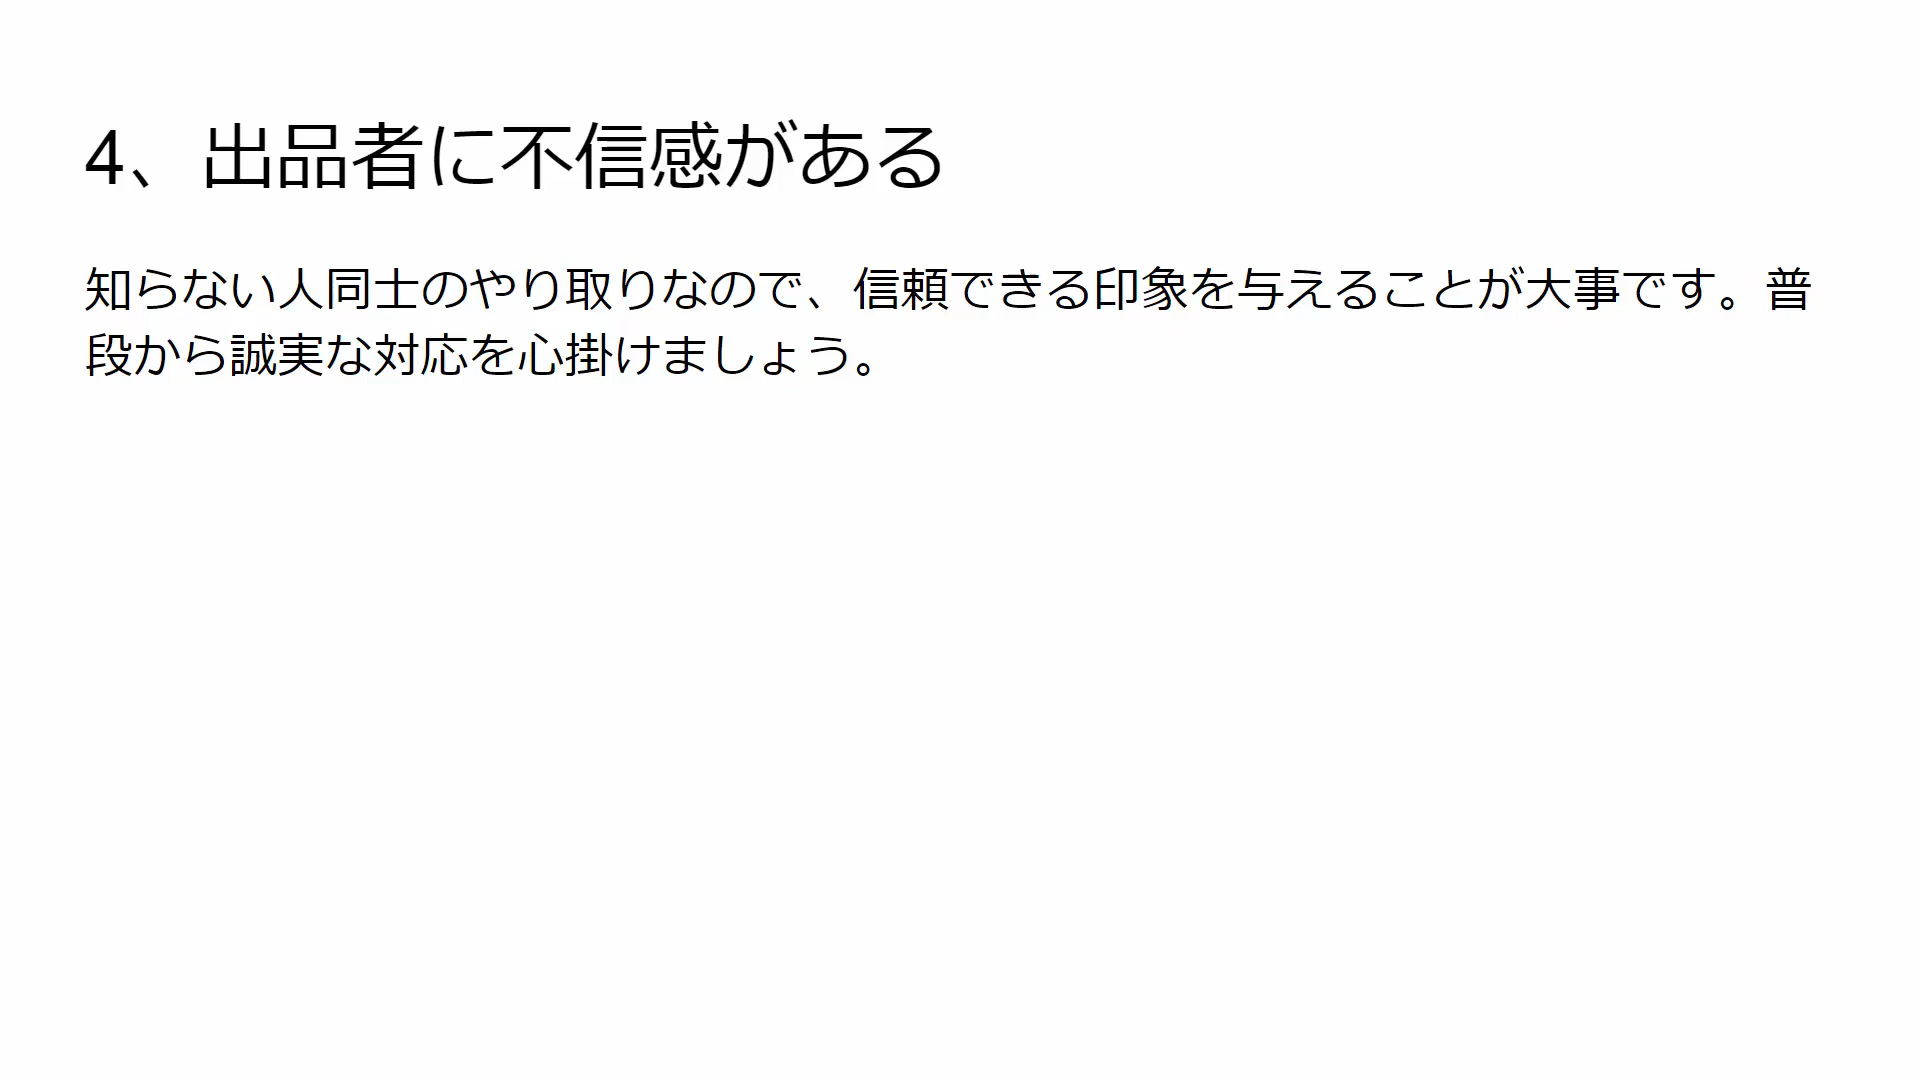 4、出品者に不信感がある
知らない人同士のやり取りなので、信頼できる印象を与えることが大事です。普
段から誠実な対応を心掛けましょう。